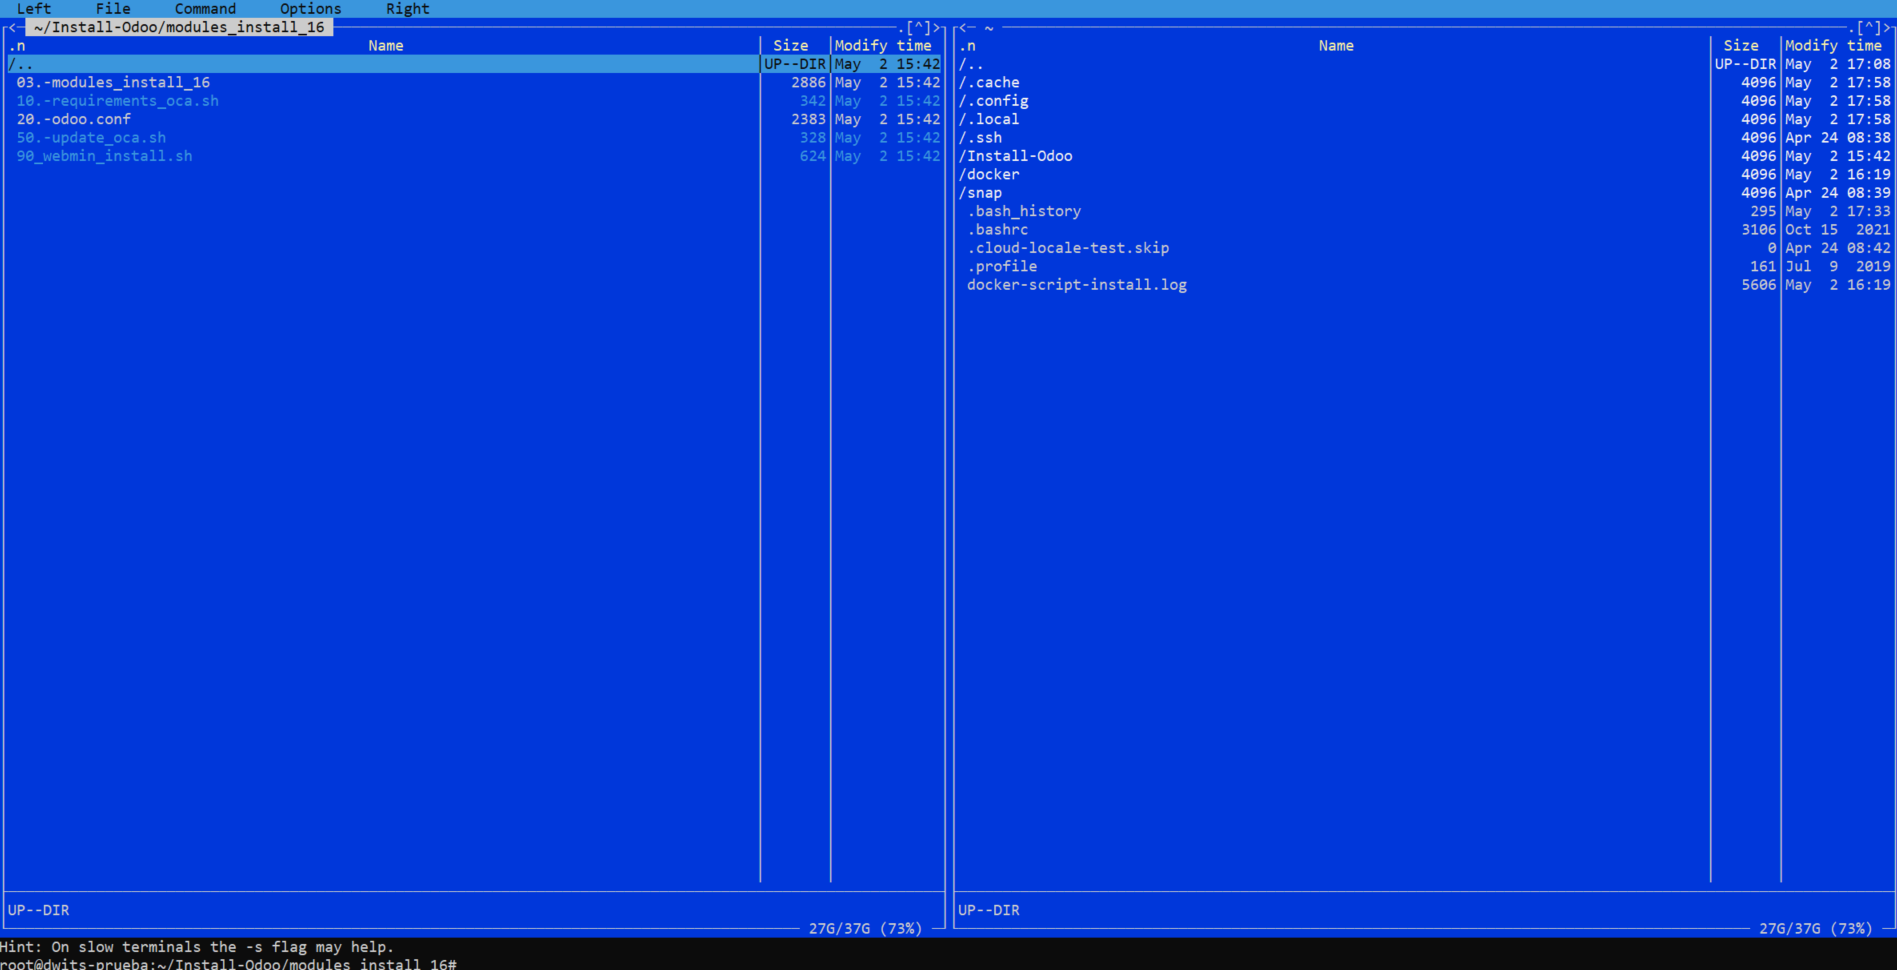 Left File Command Options Right
<─ ~/Install-Odoo/modules_install_16 .[^]>
.n Name Size Modify time
/.. UP--DIR May 2 15:42
03.-modules_install_16 2886 May 2 15:42
10.-requirements_oca.sh 342 May 2 15:42
20.-odoo.conf 2383 May 2 15:42
50.-update_oca.sh 328 May 2 15:42
90_webmin_install.sh 624 May 2 15:42
UP--DIR
27G/37G (73%)
<─ ~ .[^]>
.n Name Size Modify time
/.. UP--DIR May 2 17:08
/.cache 4096 May 2 17:58
/.config 4096 May 2 17:58
/.local 4096 May 2 17:58
/.ssh 4096 Apr 24 08:38
/Install-Odoo 4096 May 2 15:42
/docker 4096 May 2 16:19
/snap 4096 Apr 24 08:39
.bash_history 295 May 2 17:33
.bashrc 3106 Oct 15 2021
.cloud-locale-test.skip 0 Apr 24 08:42
.profile 161 Jul 9 2019
docker-script-install.log 5606 May 2 16:19
UP--DIR
27G/37G (73%)
Hint: On slow terminals the -s flag may help.
root@dwits-prueba:~/Install-Odoo/modules_install_16#